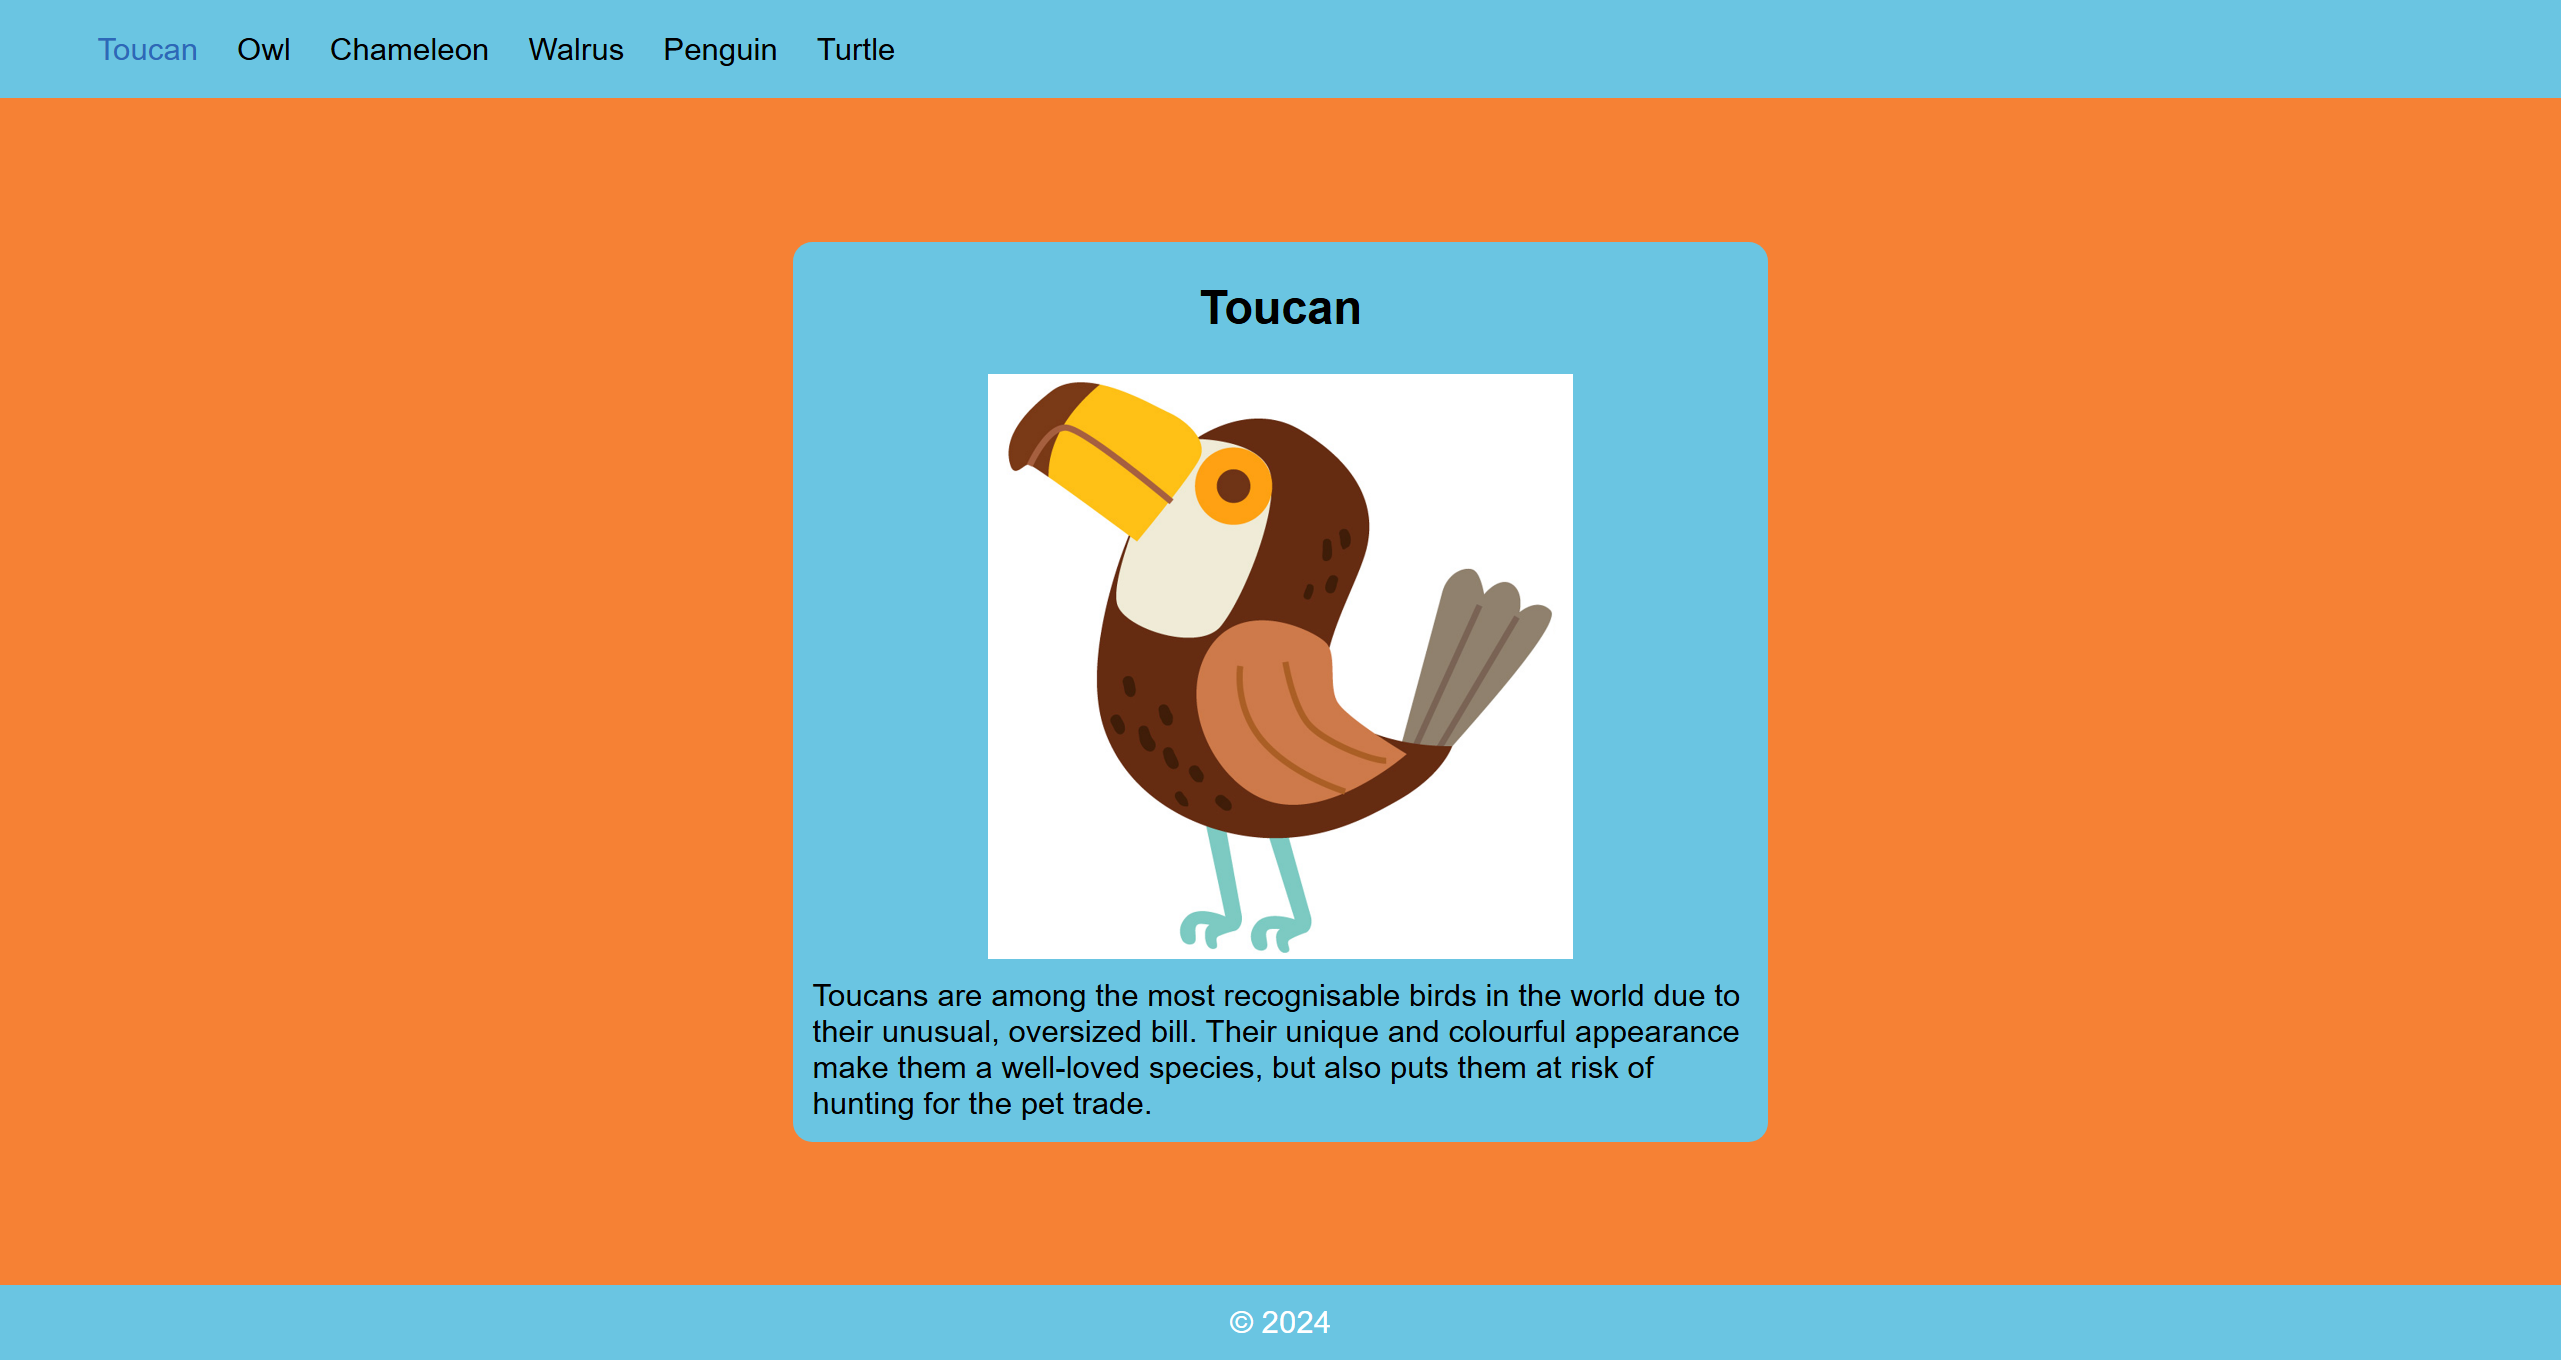 Toucan Owl Chameleon Walrus Penguin Turtle
Toucan
Toucans are among the most recognisable birds in the world due to
their unusual, oversized bill. Their unique and colourful appearance
make them a well-loved species, but also puts them at risk of
hunting for the pet trade.
© 2024